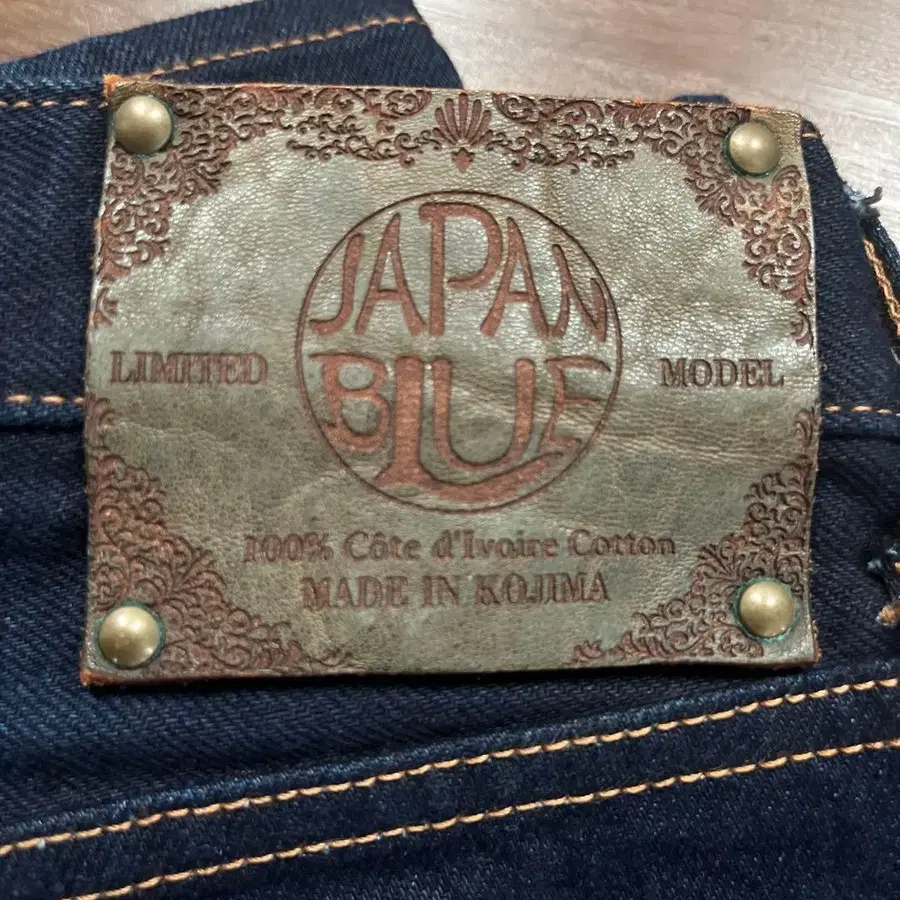 JAPAN
BLUE
LIMITED
MODEL
100% Côte d'Ivoire Cotton
MADE IN KOJIMA